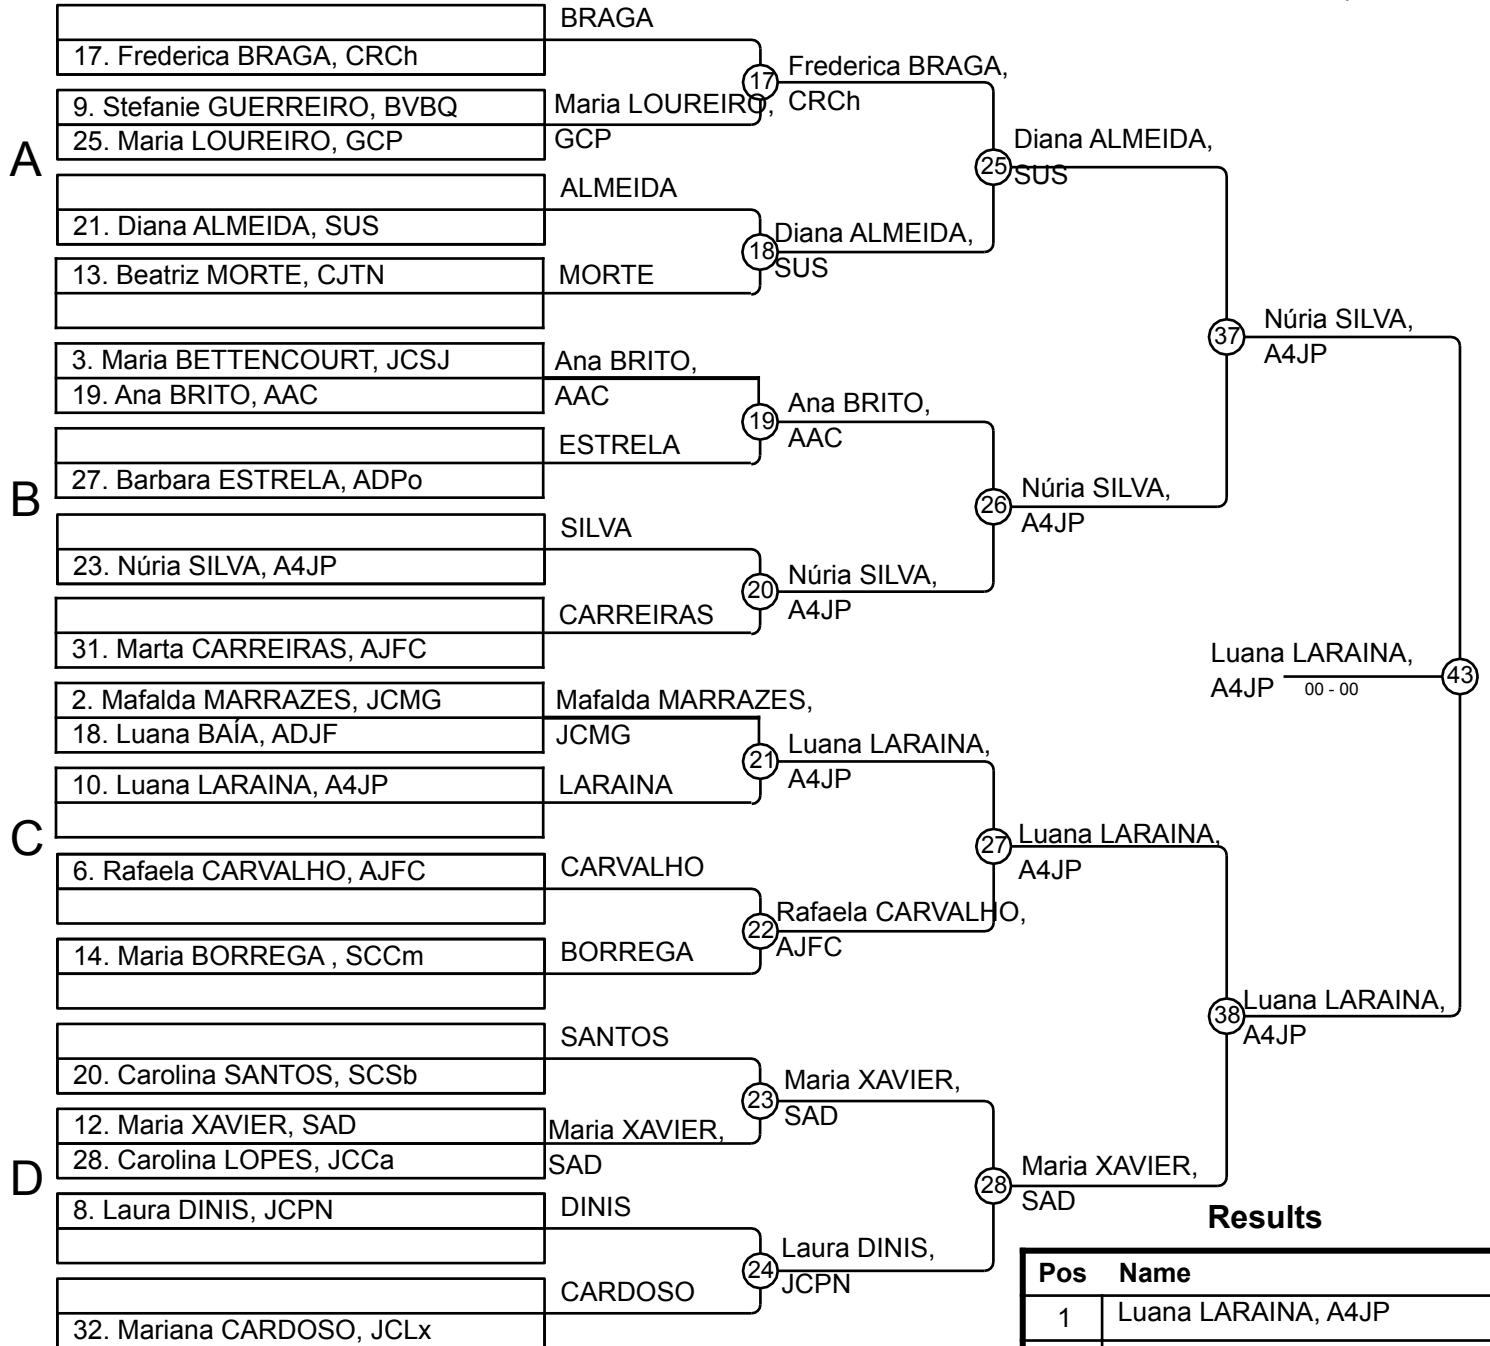 BRAGA
17. Frederica BRAGA, CRCh
17
Frederica BRAGA,
CRCh
9. Stefanie GUERREIRO, BVBQ
25. Maria LOUREIRO, GCP
Maria LOUREIRO,
GCP
A
25
Diana ALMEIDA,
SUS
ALMEIDA
21. Diana ALMEIDA, SUS
18
Diana ALMEIDA,
SUS
13. Beatriz MORTE, CJTN
MORTE
37
Núria SILVA,
A4JP
3. Maria BETTENCOURT, JCSJ
19. Ana BRITO, AAC
Ana BRITO,
AAC
19
Ana BRITO,
AAC
ESTRELA
27. Barbara ESTRELA, ADPo
B
26
Núria SILVA,
A4JP
SILVA
23. Núria SILVA, A4JP
20
Núria SILVA,
A4JP
CARREIRAS
31. Marta CARREIRAS, AJFC
Luana LARAINA,
A4JP
00 - 00
43
2. Mafalda MARRAZES, JCMG
18. Luana BAÍA, ADJF
Mafalda MARRAZES,
JCMG
21
Luana LARAINA,
A4JP
10. Luana LARAINA, A4JP
LARAINA
C
27
Luana LARAINA,
A4JP
6. Rafaela CARVALHO, AJFC
CARVALHO
22
Rafaela CARVALHO,
AJFC
14. Maria BORREGA , SCCm
BORREGA
38
Luana LARAINA,
A4JP
SANTOS
20. Carolina SANTOS, SCSb
23
Maria XAVIER,
SAD
12. Maria XAVIER, SAD
28. Carolina LOPES, JCCa
Maria XAVIER,
SAD
D
28
Maria XAVIER,
SAD
8. Laura DINIS, JCPN
DINIS
24
Laura DINIS,
JCPN
CARDOSO
32. Mariana CARDOSO, JCLx
Results
Pos Name
1 Luana LARAINA, A4JP